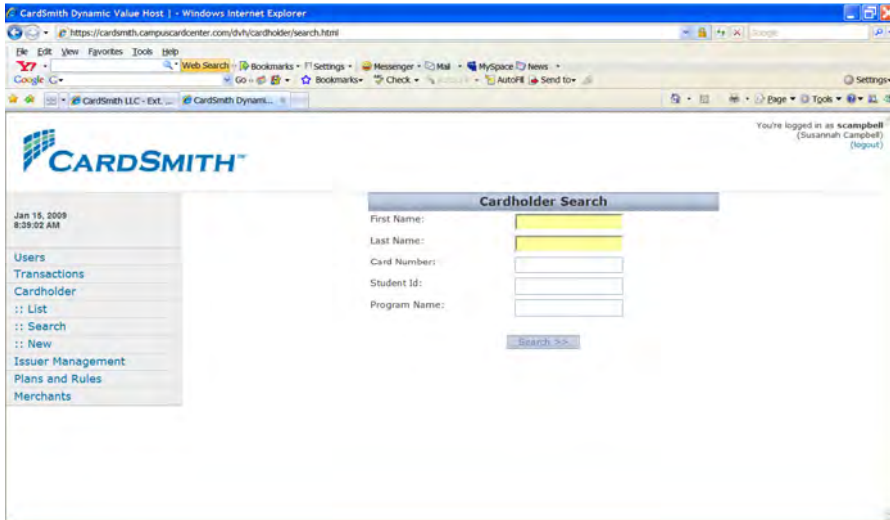 CardSmith Dynamic Value Host | - Windows Internet Explorer
https://cardsmith.campuscardcenter.com/dvh/cardholder/search.html
Google
File Edit View Favorites Tools Help
Y7 Web Search Bookmarks Settings Messenger Mail MySpace News
Google G Go Bookmarks Check AutoFill Send to Settings
CardSmith LLC - Ext. ... CardSmith Dynami... Page Tools
You're logged in as scampbell
(Susannah Campbell)
(logout)
CARDSMITH™
Jan 15, 2009
8:39:02 AM
Users
Transactions
Cardholder
:: List
:: Search
:: New
Issuer Management
Plans and Rules
Merchants
Cardholder Search
First Name:
Last Name:
Card Number:
Student Id:
Program Name:
Search >>